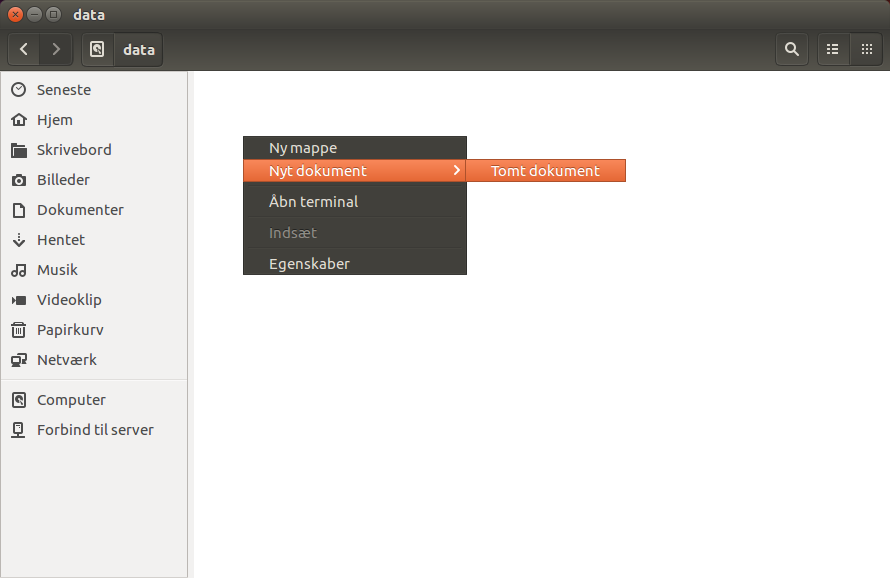 data
data
Seneste
Hjem
Skrivebord
Billeder
Dokumenter
Hentet
Musik
Videoklip
Papirkurv
Netværk
Computer
Forbind til server
Ny mappe
Nyt dokument
Tomt dokument
Åbn terminal
Indsæt
Egenskaber